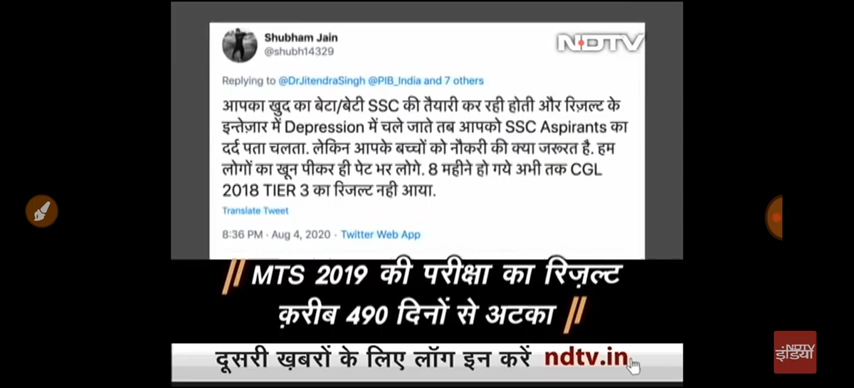 Shubham Jain
@shubh14329
NDTV
Replying to @DrJitendraSingh @PIB_India and 7 others
आपका खुद का बेटा/बेटी SSC की तैयारी कर रही होती और रिज़ल्ट के
इन्तेज़ार में Depression में चले जाते तब आपको SSC Aspirants का
दर्द पता चलता. लेकिन आपके बच्चों को नौकरी की क्या जरूरत है. हम
लोगों का खून पीकर ही पेट भर लोगे. 8 महीने हो गये अभी तक CGL
2018 TIER 3 का रिजल्ट नही आया.
Translate Tweet
8:36 PM · Aug 4, 2020 · Twitter Web App
// MTS 2019 की परीक्षा का रिज़ल्ट
क़रीब 490 दिनों से अटका //
दूसरी ख़बरों के लिए लॉग इन करें ndtv.in
NDTV
इंडिया